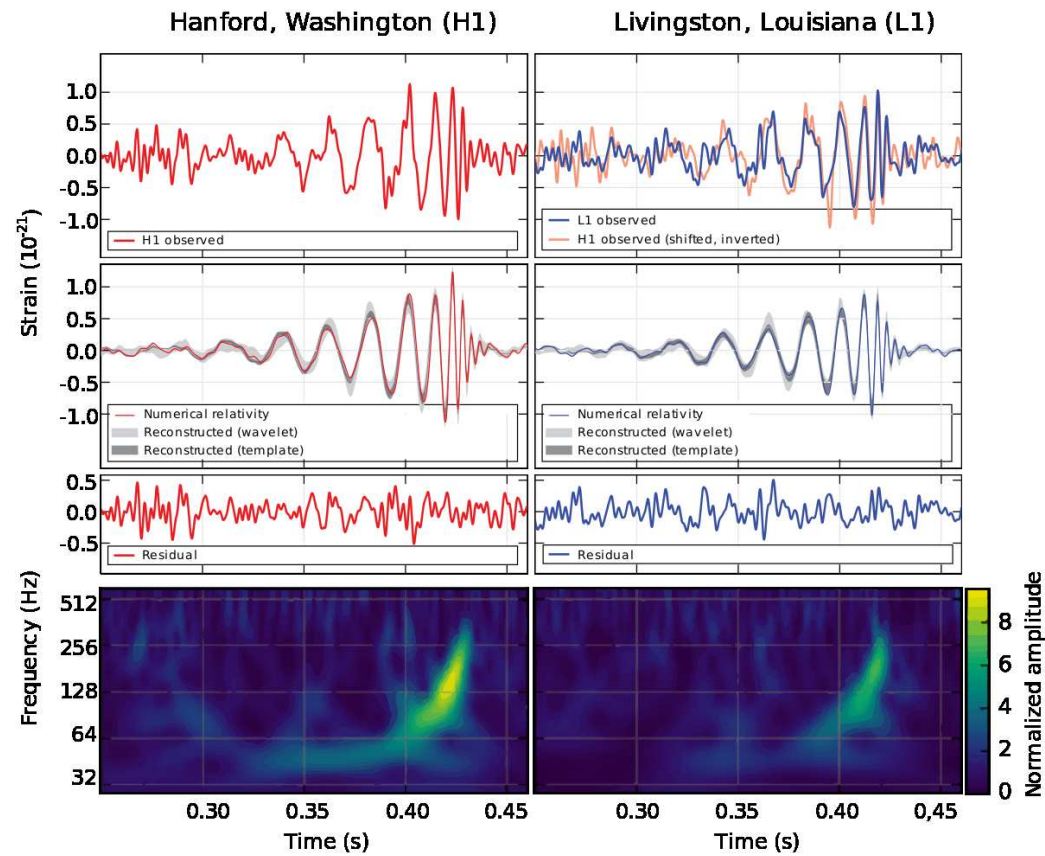 Hanford, Washington (H1)
Livingston, Louisiana (L1)
Strain (10⁻²¹)
1.0
0.5
0.0
-0.5
-1.0
H1 observed
L1 observed
H1 observed (shifted, inverted)
1.0
0.5
0.0
-0.5
-1.0
Numerical relativity
Reconstructed (wavelet)
Reconstructed (template)
Numerical relativity
Reconstructed (wavelet)
Reconstructed (template)
0.5
0.0
-0.5
Residual
Residual
Frequency (Hz)
512
256
128
64
32
0.30
0.35
0.40
0.45
Time (s)
0.30
0.35
0.40
0,45
Time (s)
8
6
4
2
0
Normalized amplitude